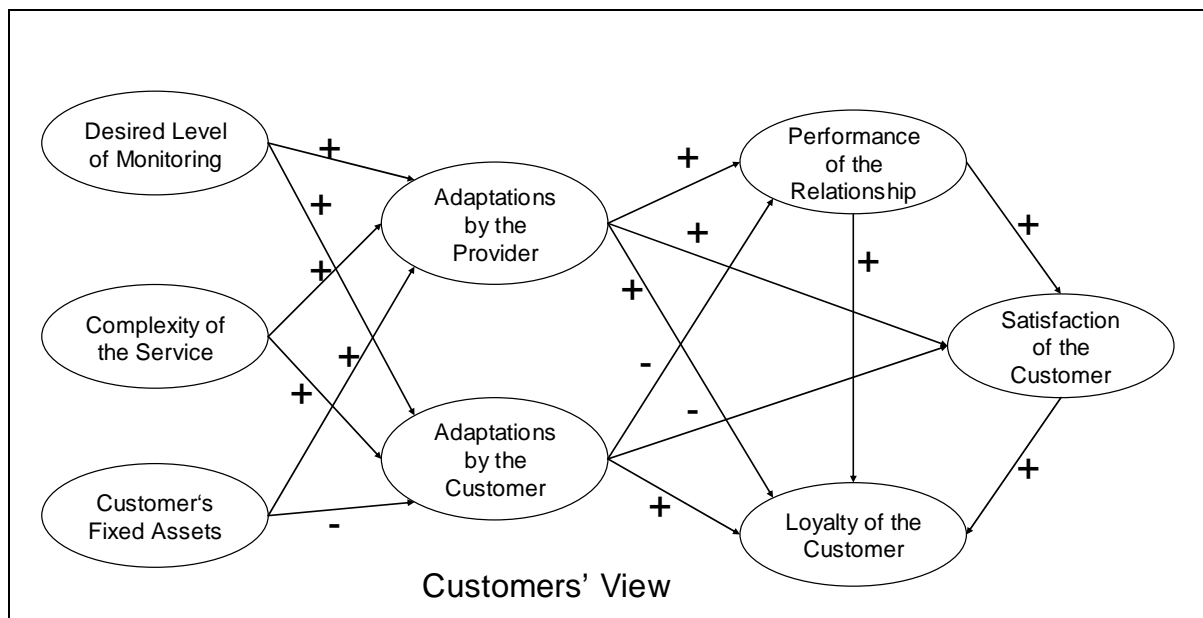 Desired Level
of Monitoring
Complexity of
the Service
Customer‘s
Fixed Assets
+
+
+
+
+
-
Adaptations
by the
Provider
Adaptations
by the
Customer
+
+
+
-
-
+
Performance
of the
Relationship
+
+
Satisfaction
of the
Customer
+
Loyalty of the
Customer
Customers’ View